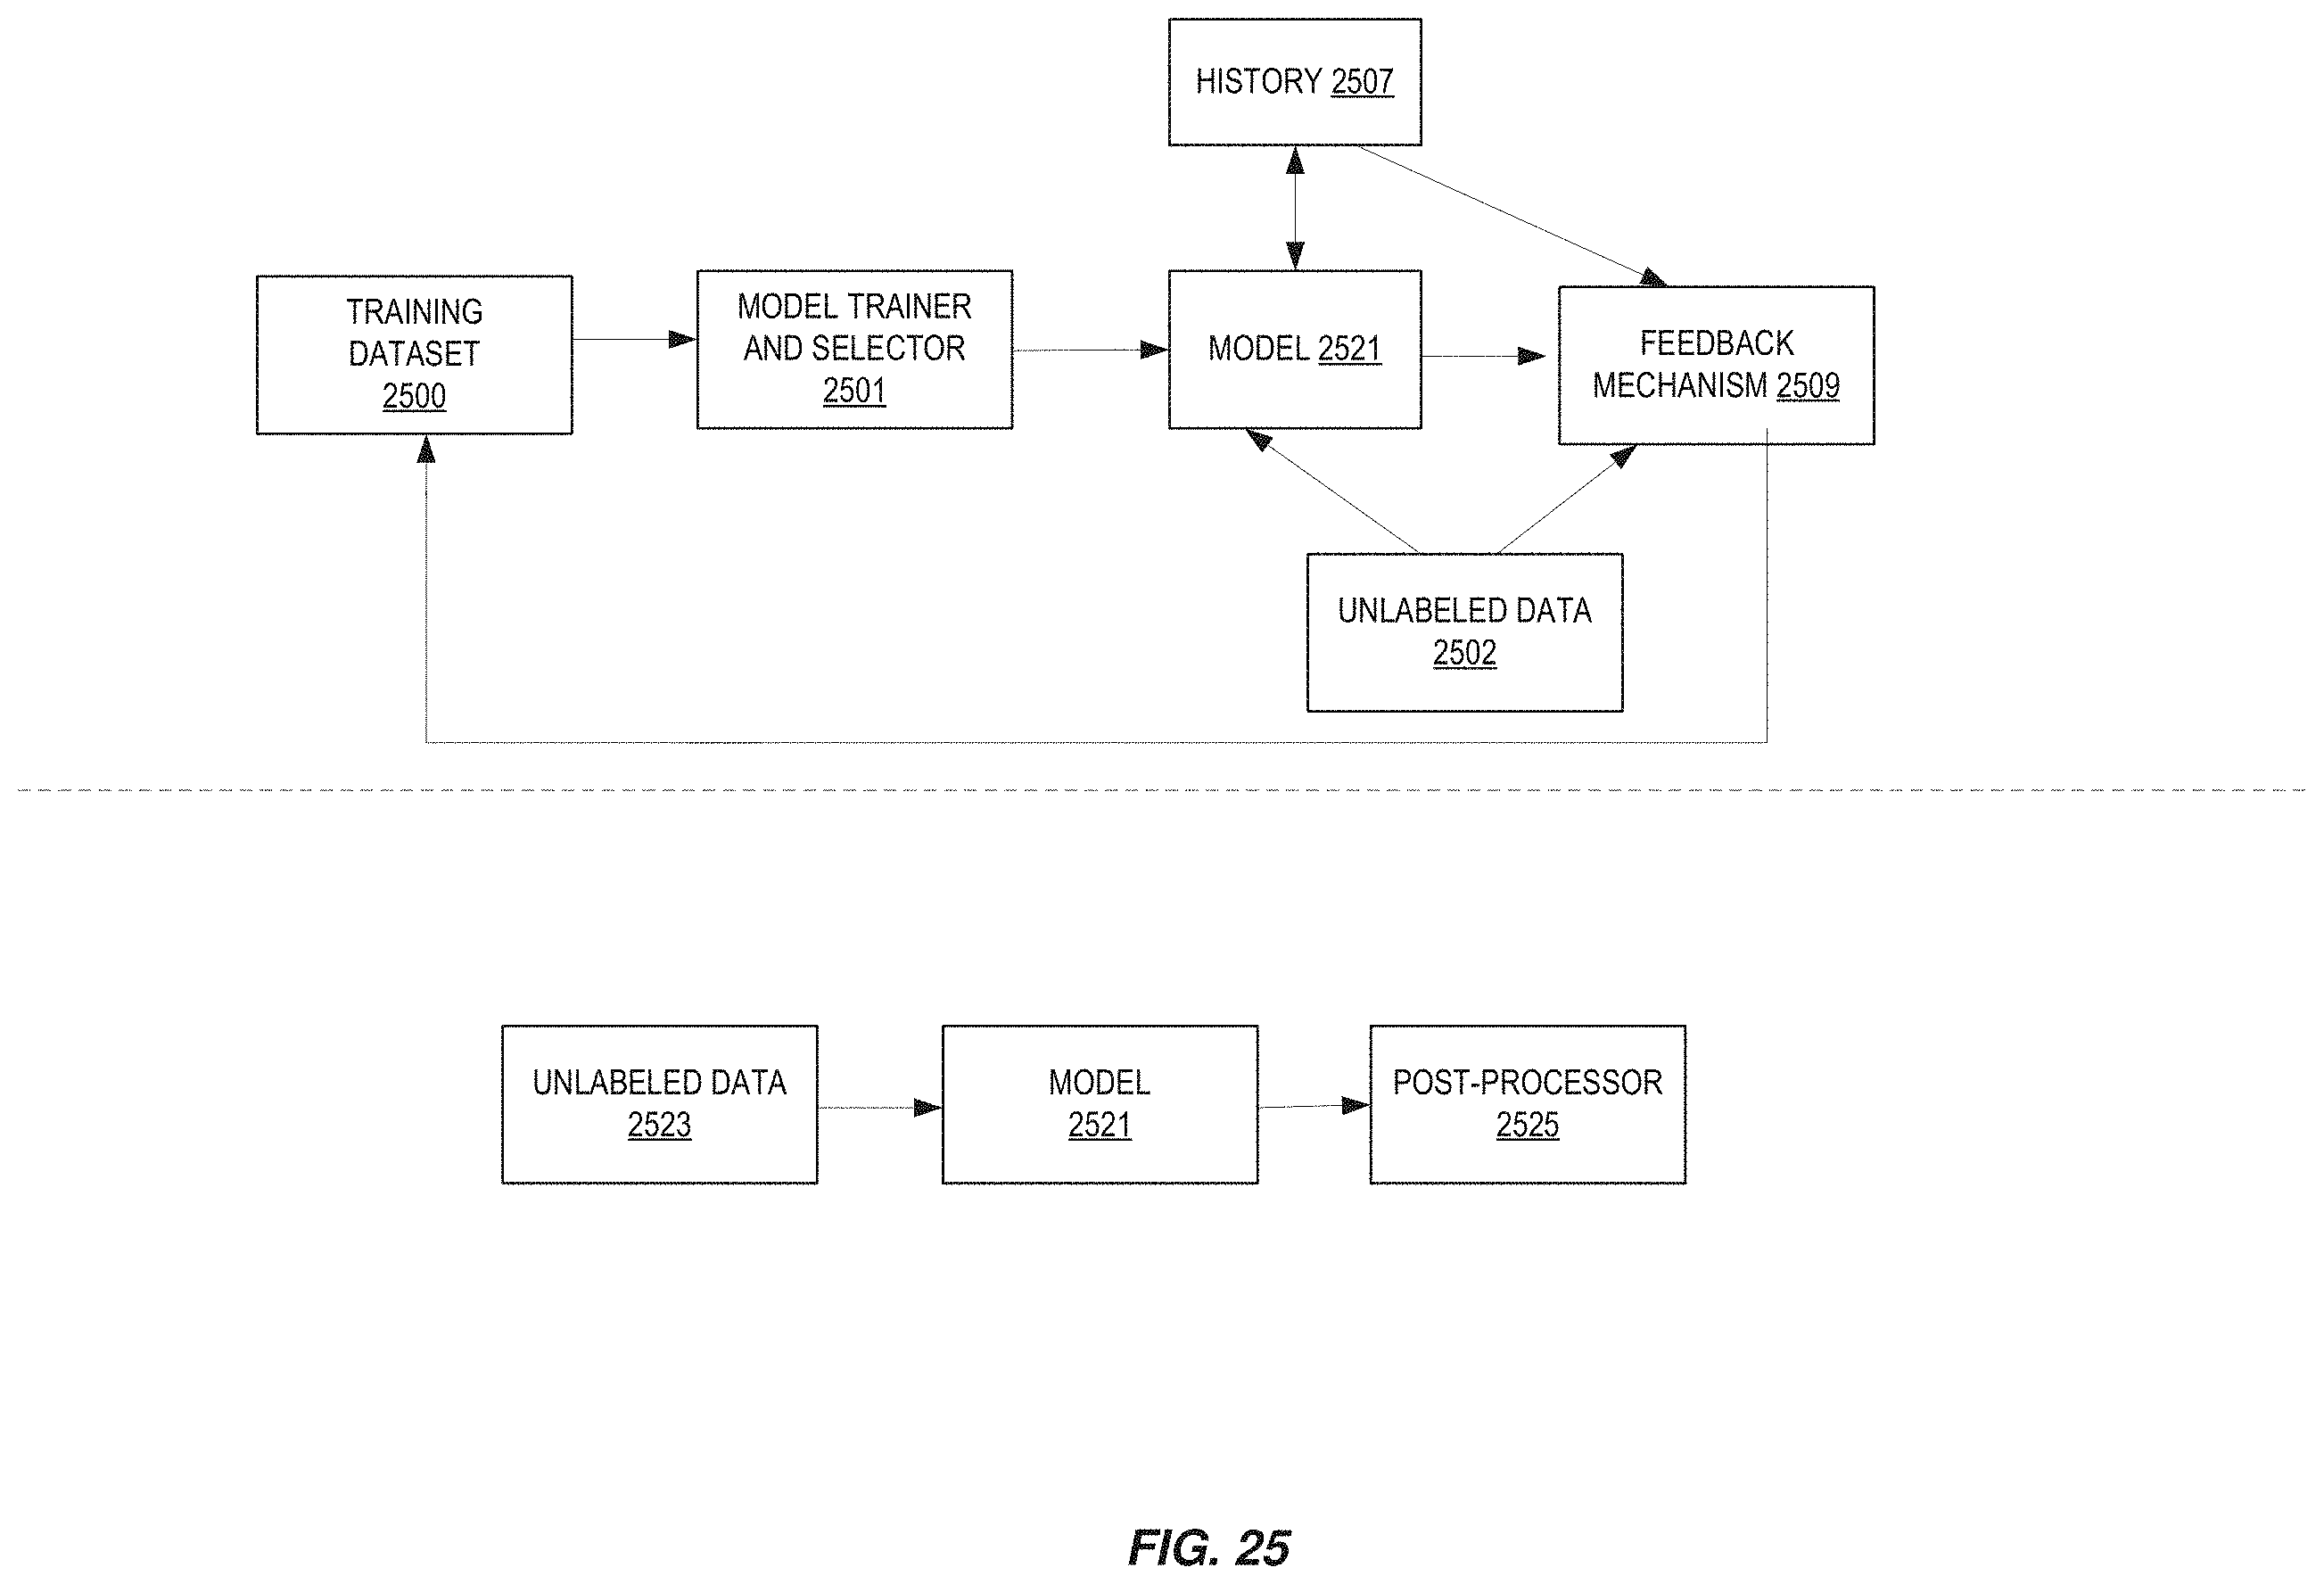 HISTORY 2507
TRAINING
DATASET
2500
MODEL TRAINER
AND SELECTOR
2501
MODEL 2521
FEEDBACK
MECHANISM 2509
UNLABELED DATA
2502
UNLABELED DATA
2523
MODEL
2521
POST-PROCESSOR
2525
FIG. 25